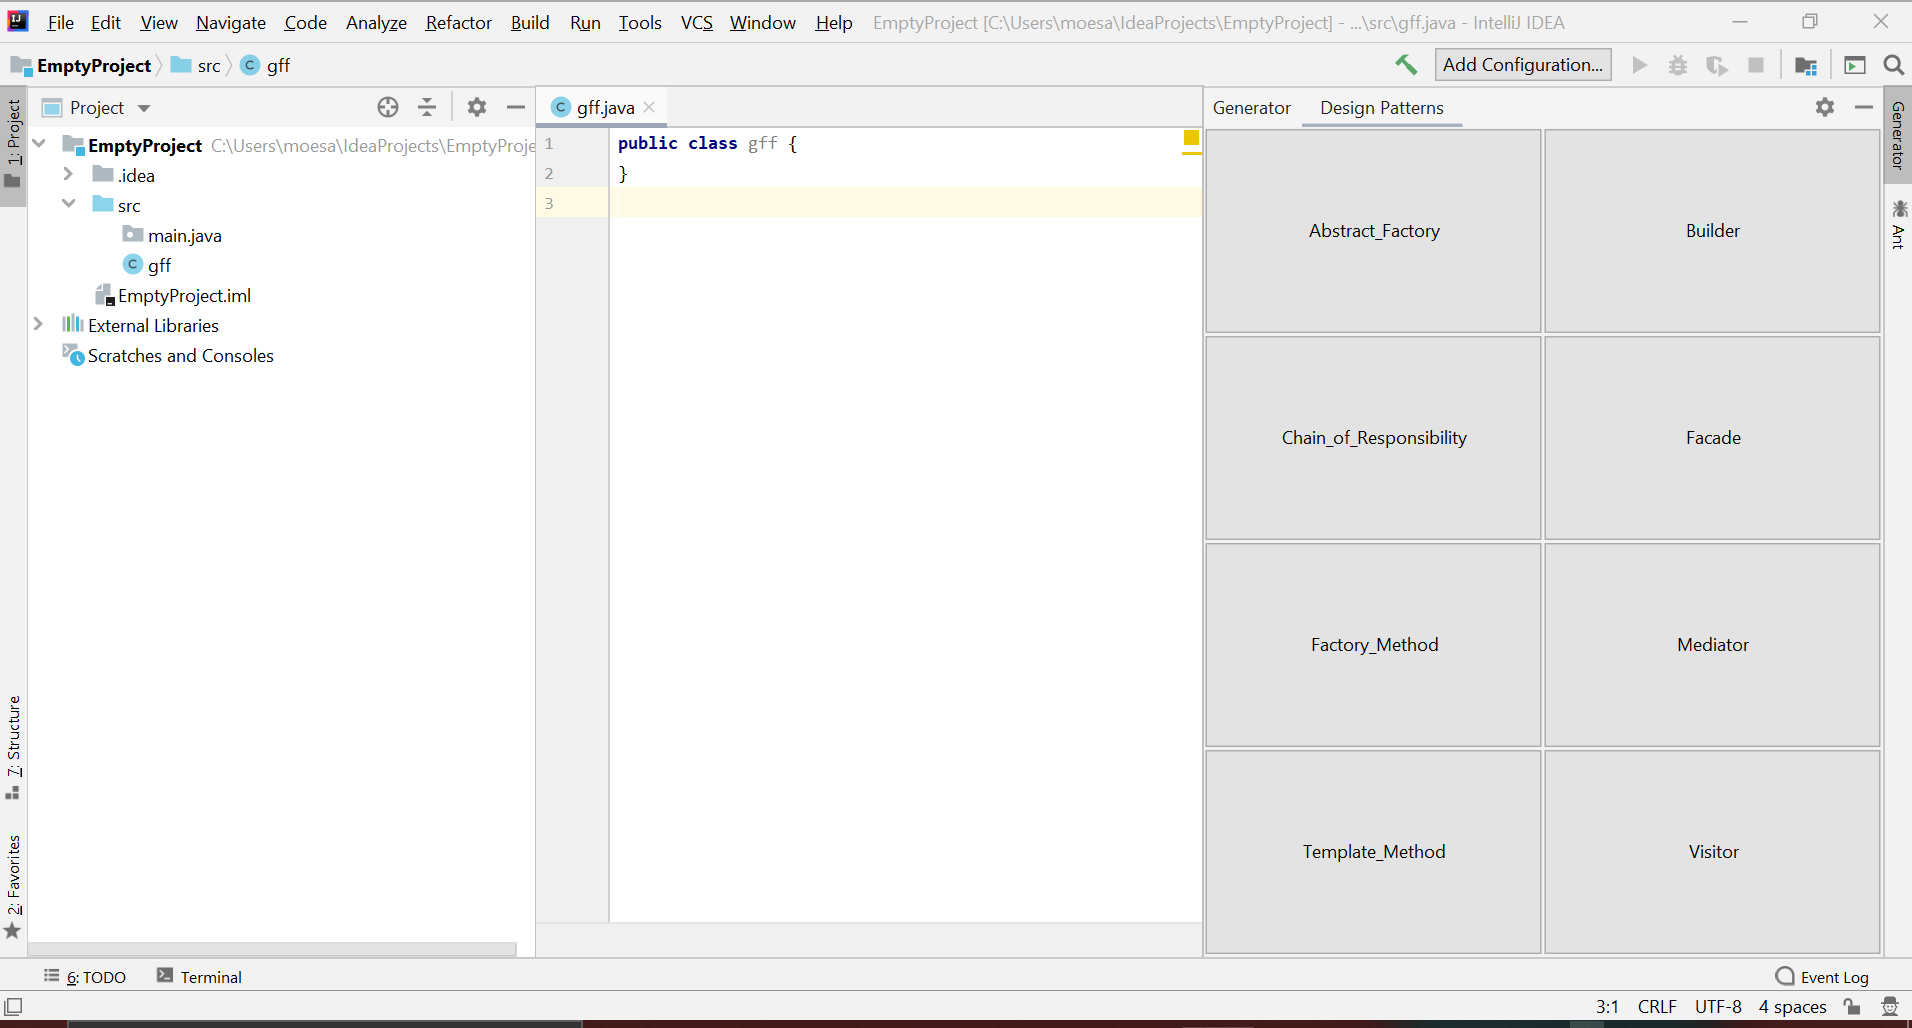 File Edit View Navigate Code Analyze Refactor Build Run Tools VCS Window Help EmptyProject [C:\Users\moesa\IdeaProjects\EmptyProject] - ...\src\gff.java - IntelliJ IDEA
EmptyProject src gff Add Configuration...
1: Project
7: Structure
2: Favorites
Project
EmptyProject C:\Users\moesa\IdeaProjects\EmptyProje
.idea
src
main.java
gff
EmptyProject.iml
External Libraries
Scratches and Consoles
gff.java
1 public class gff {
2 }
3
Generator Design Patterns
Abstract_Factory Builder
Chain_of_Responsibility Facade
Factory_Method Mediator
Template_Method Visitor
Generator
Ant
6: TODO Terminal Event Log
3:1 CRLF UTF-8 4 spaces